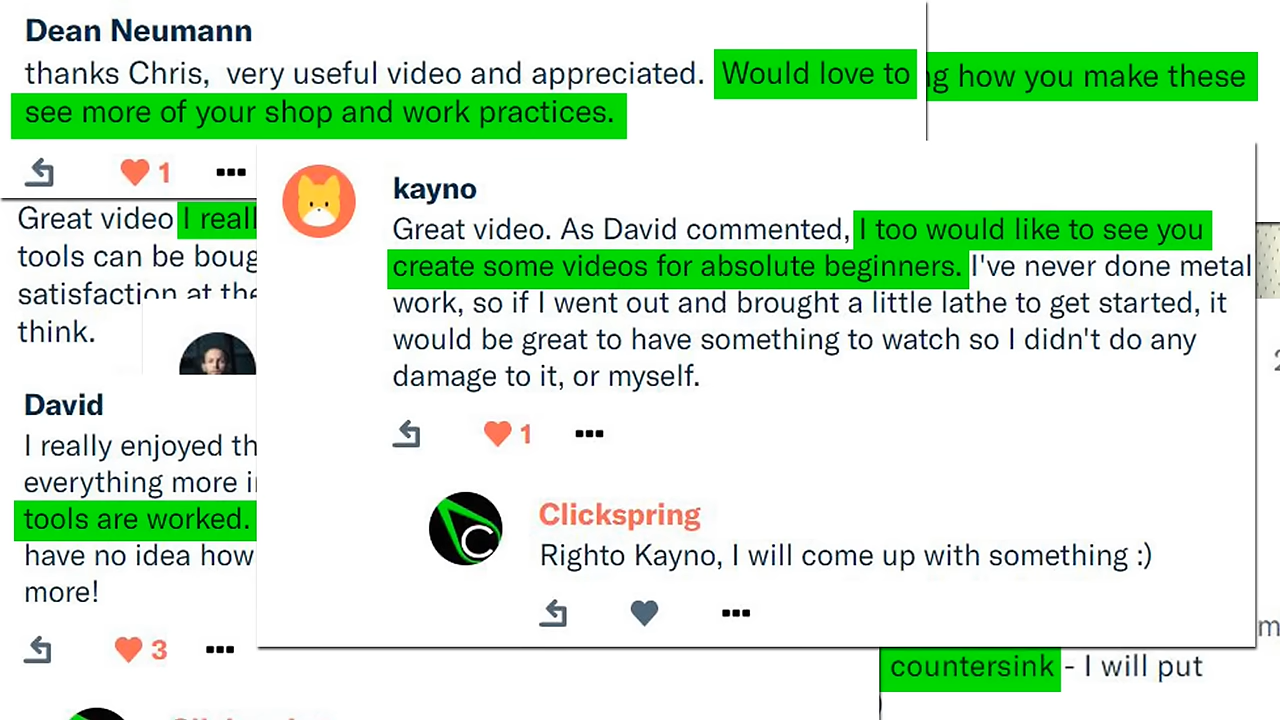 Dean Neumann
thanks Chris,  very useful video and appreciated. Would love to
see more of your shop and work practices.
1
how you make these
Great video I reall
tools can be boug
satisfaction at the
think.
kayno
Great video. As David commented, I too would like to see you
create some videos for absolute beginners. I've never done metal
work, so if I went out and brought a little lathe to get started, it
would be great to have something to watch so I didn't do any
damage to it, or myself.
1
Clickspring
Righto Kayno, I will come up with something :)
David
I really enjoyed th
everything more i
tools are worked.
have no idea how
more!
3
countersink - I will put